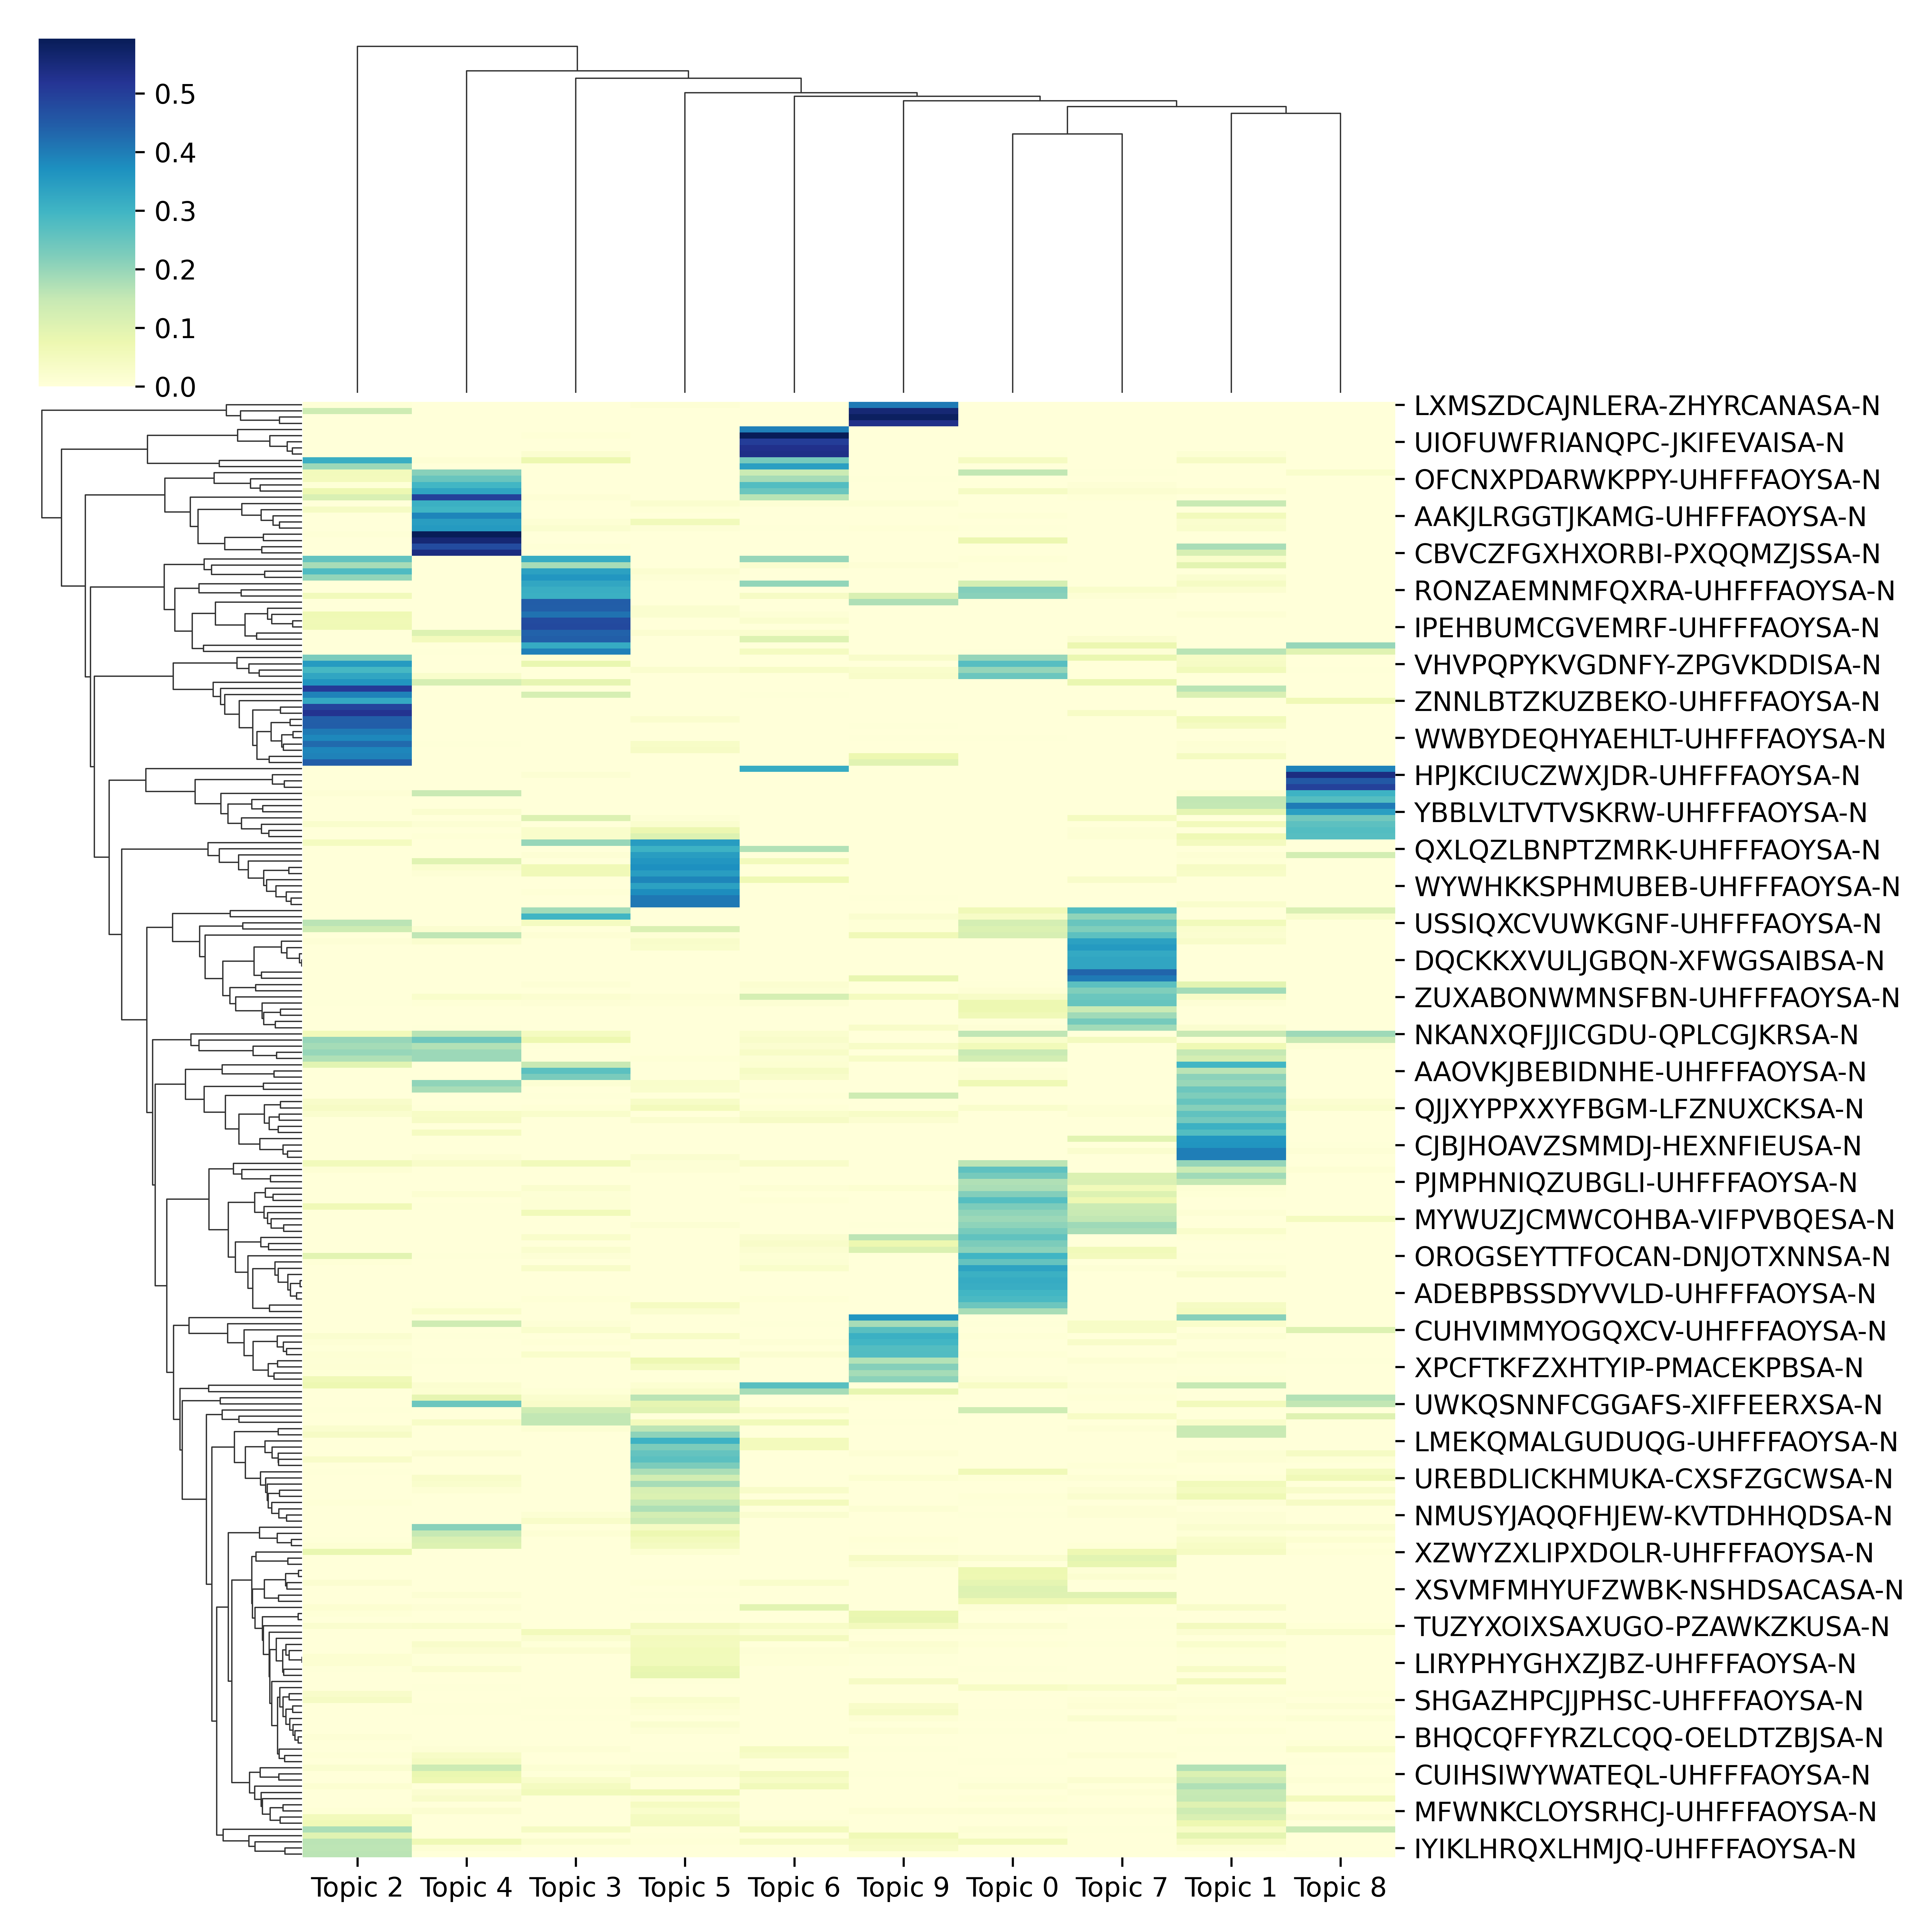 0.5
0.4
0.3
0.2
0.1
0.0
LXMSZDCAJNLERA-ZHYRCANASA-N
UIOFUWFRIANQPC-JKIFEVAISA-N
OFCNXPDARWKPPY-UHFFFAOYSA-N
AAKJLRGGTJKAMG-UHFFFAOYSA-N
CBVCZFGXHXORBI-PXQQMZJSSA-N
RONZAEMNMFQXRA-UHFFFAOYSA-N
IPEHBUMCGVEMRF-UHFFFAOYSA-N
VHVPQPYKVGDNFY-ZPGVKDDISA-N
ZNNLBTZKUZBEKO-UHFFFAOYSA-N
WWBYDEQHYAEHLT-UHFFFAOYSA-N
HPJKCIUCZWXJDR-UHFFFAOYSA-N
YBBLVLTVTVSKRW-UHFFFAOYSA-N
QXLQZLBNPTZMRK-UHFFFAOYSA-N
WYWHKKSPHMUBEB-UHFFFAOYSA-N
USSIQXCVUWKGNF-UHFFFAOYSA-N
DQCKKXVULJGBQN-XFWGSAIBSA-N
ZUXABONWMNSFBN-UHFFFAOYSA-N
NKANXQFJJICGDU-QPLCGJKRSA-N
AAOVKJBEBIDNHE-UHFFFAOYSA-N
QJJXYPPXXYFBGM-LFZNUXCKSA-N
CJBJHOAVZSMMDJ-HEXNFIEUSA-N
PJMPHNIQZUBGLI-UHFFFAOYSA-N
MYWUZJCMWCOHBA-VIFPVBQESA-N
OROGSEYTTFOCAN-DNJOTXNNSA-N
ADEBPBSSDYVVLD-UHFFFAOYSA-N
CUHVIMMYOGQXCV-UHFFFAOYSA-N
XPCFTKFZXHTYIP-PMACEKPBSA-N
UWKQSNNFCGGAFS-XIFFEERXSA-N
LMEKQMALGUDUQG-UHFFFAOYSA-N
UREBDLICKHMUKA-CXSFZGCWSA-N
NMUSYJAQQFHJEW-KVTDHHQDSA-N
XZWYZXLIPXDOLR-UHFFFAOYSA-N
XSVMFMHYUFZWBK-NSHDSACASA-N
TUZYXOIXSAXUGO-PZAWKZKUSA-N
LIRYPHYGHXZJBZ-UHFFFAOYSA-N
SHGAZHPCJJPHSC-UHFFFAOYSA-N
BHQCQFFYRZLCQQ-OELDTZBJSA-N
CUIHSIWYWATEQL-UHFFFAOYSA-N
MFWNKCLOYSRHCJ-UHFFFAOYSA-N
IYIKLHRQXLHMJQ-UHFFFAOYSA-N
Topic 2 Topic 4 Topic 3 Topic 5 Topic 6 Topic 9 Topic 0 Topic 7 Topic 1 Topic 8